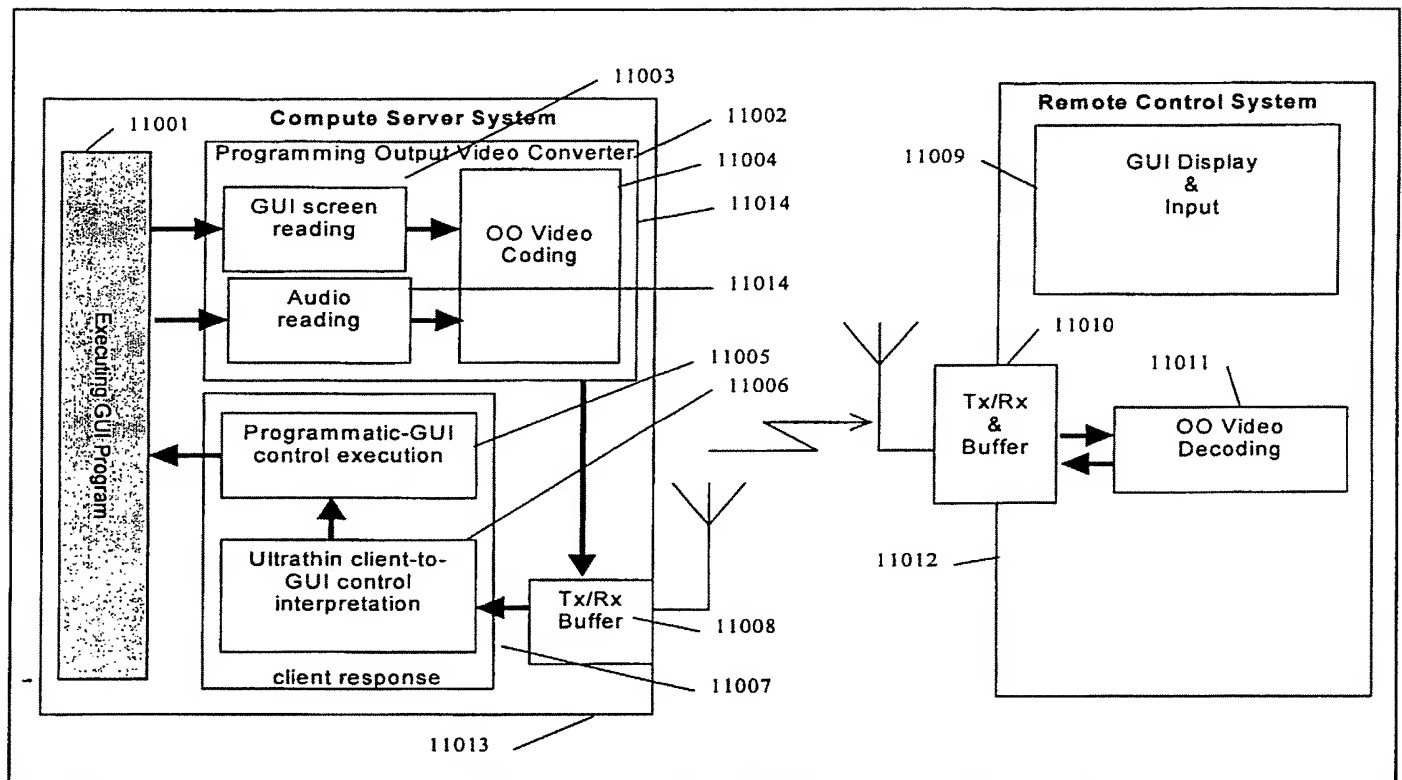 11003
Compute Server System
11001
11002
Programming Output Video Converter
11004
GUI screen
reading
11014
OO Video
Coding
Audio
reading
11014
Executing GUI Program
11005
11006
Programmatic-GUI
control execution
Ultrathin client-to-
GUI control
interpretation
Tx/Rx
Buffer
11008
client response
11007
11013
Remote Control System
11009
GUI Display
&
Input
11010
11011
Tx/Rx
&
Buffer
OO Video
Decoding
11012